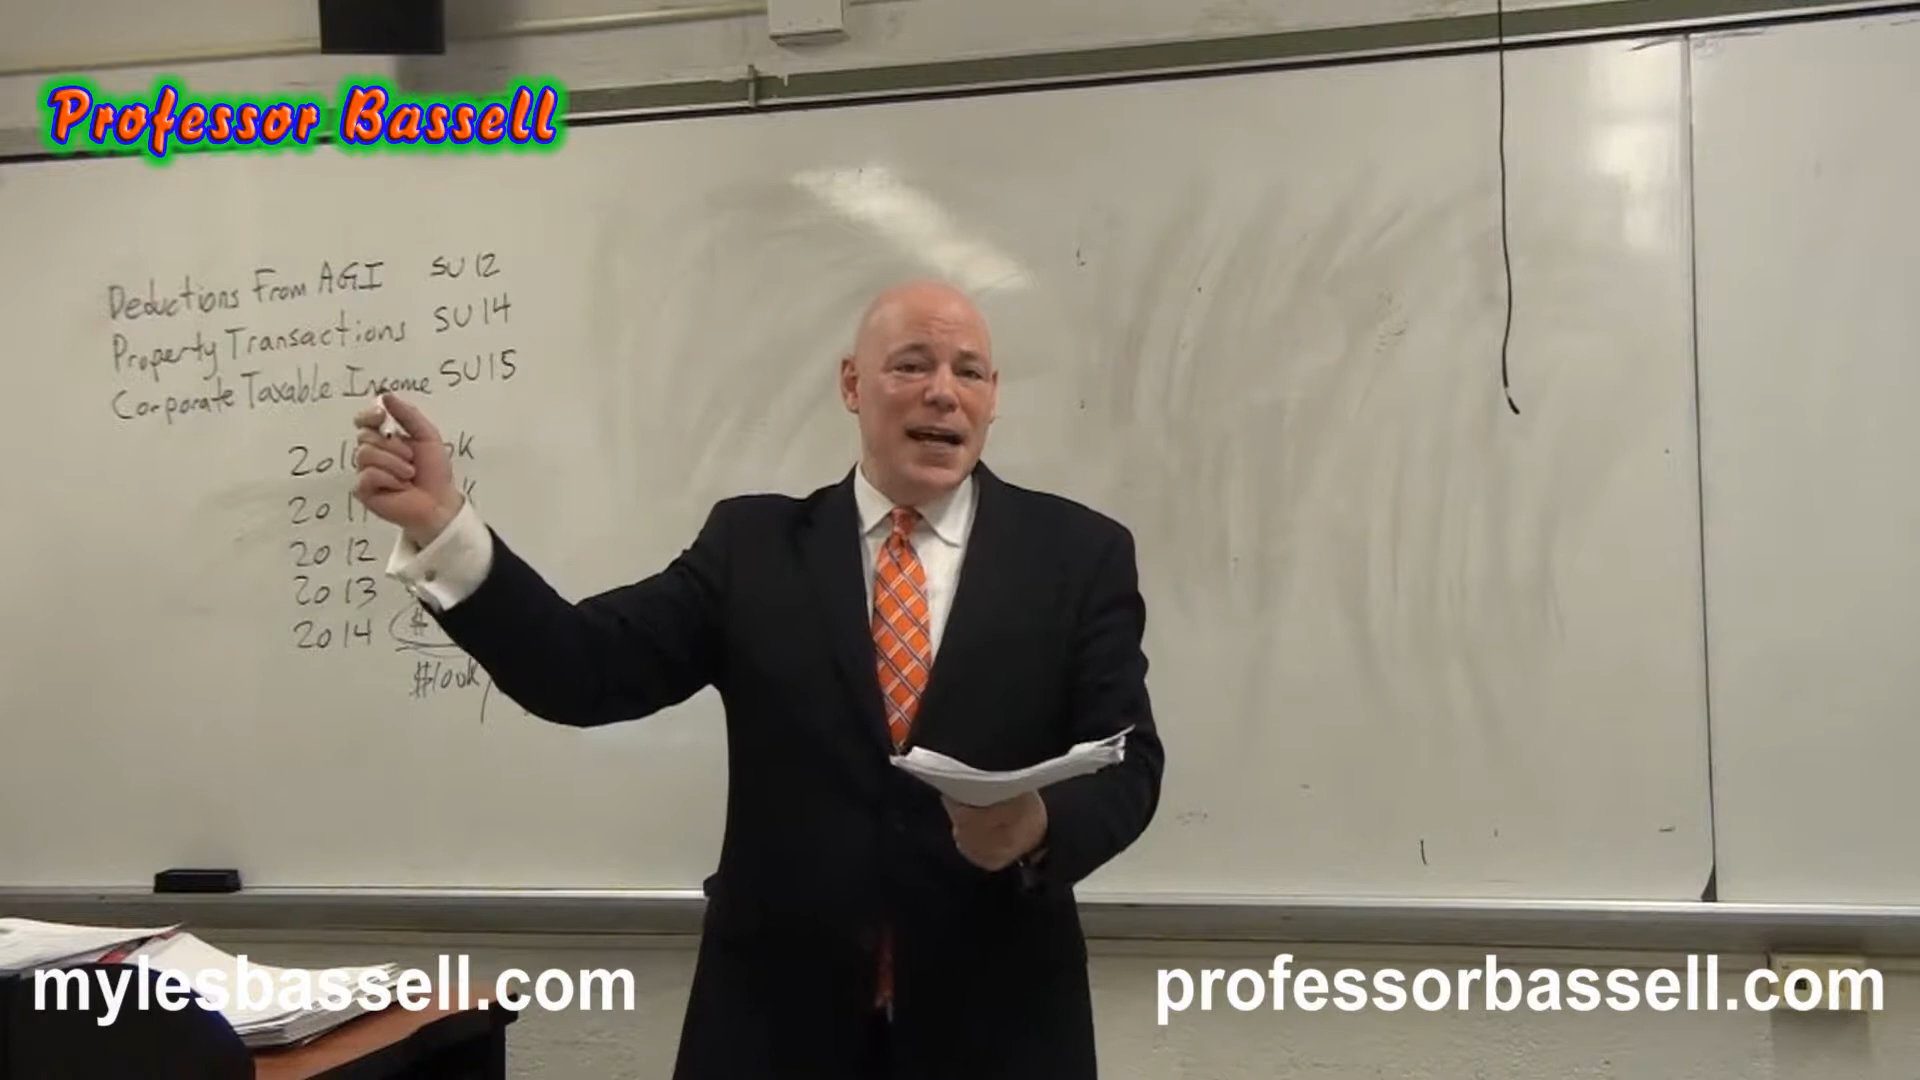 Professor Bassell
Deductions From AGI SU 12
Property Transactions SU 14
Corporate Taxable Income SU 15
2012
2013
2014 #
#100K
mylesbassell.com
professorbassell.com